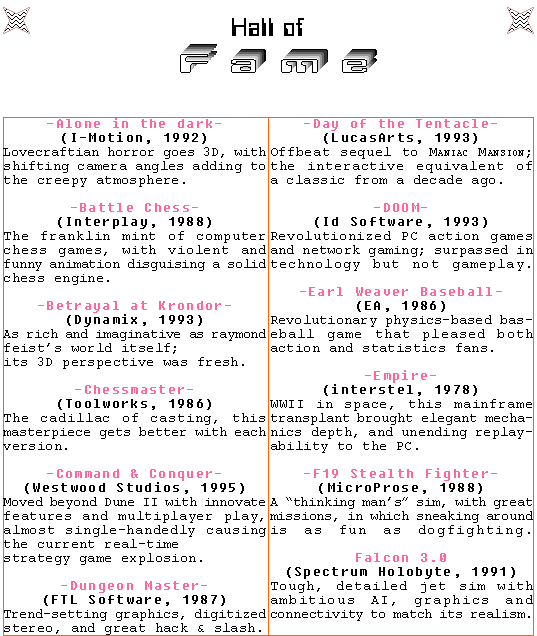 Hall of
Fame
-Alone in the dark-
(I-Motion, 1992)
Lovecraftian horror goes 3D, with
shifting camera angles adding to
the creepy atmosphere.
-Battle Chess-
(Interplay, 1988)
The franklin mint of computer
chess games, with violent and
funny animation disguising a solid
chess engine.
-Betrayal at Krondor-
(Dynamix, 1993)
As rich and imaginative as raymond
feist's world itself;
its 3D perspective was fresh.
-Chessmaster-
(Toolworks, 1986)
The cadillac of casting, this
masterpiece gets better with each
version.
-Command & Conquer-
(Westwood Studios, 1995)
Moved beyond Dune II with innovate
features and multiplayer play,
almost single-handedly causing
the current real-time
strategy game explosion.
-Dungeon Master-
(FTL Software, 1987)
Trend-setting graphics, digitized
stereo, and great hack & slash.
-Day of the Tentacle-
(LucasArts, 1993)
Offbeat sequel to MANIAC MANSION;
the interactive equivalent of
a classic from a decade ago.
-DOOM-
(Id Software, 1993)
Revolutionized PC action games
and network gaming; surpassed in
technology but not gameplay.
-Earl Weaver Baseball-
(EA, 1986)
Revolutionary physics-based bas-
eball game that pleased both
action and statistics fans.
-Empire-
(interstel, 1978)
WWII in space, this mainframe
transplant brought elegant mecha-
nics depth, and unending replay-
ability to the PC.
-F19 Stealth Fighter-
(MicroProse, 1988)
A “thinking man's” sim, with great
missions, in which sneaking around
is as fun as dogfighting.
Falcon 3.0
(Spectrum Holobyte, 1991)
Tough, detailed jet sim with
ambitious AI, graphics and
connectivity to match its realism.